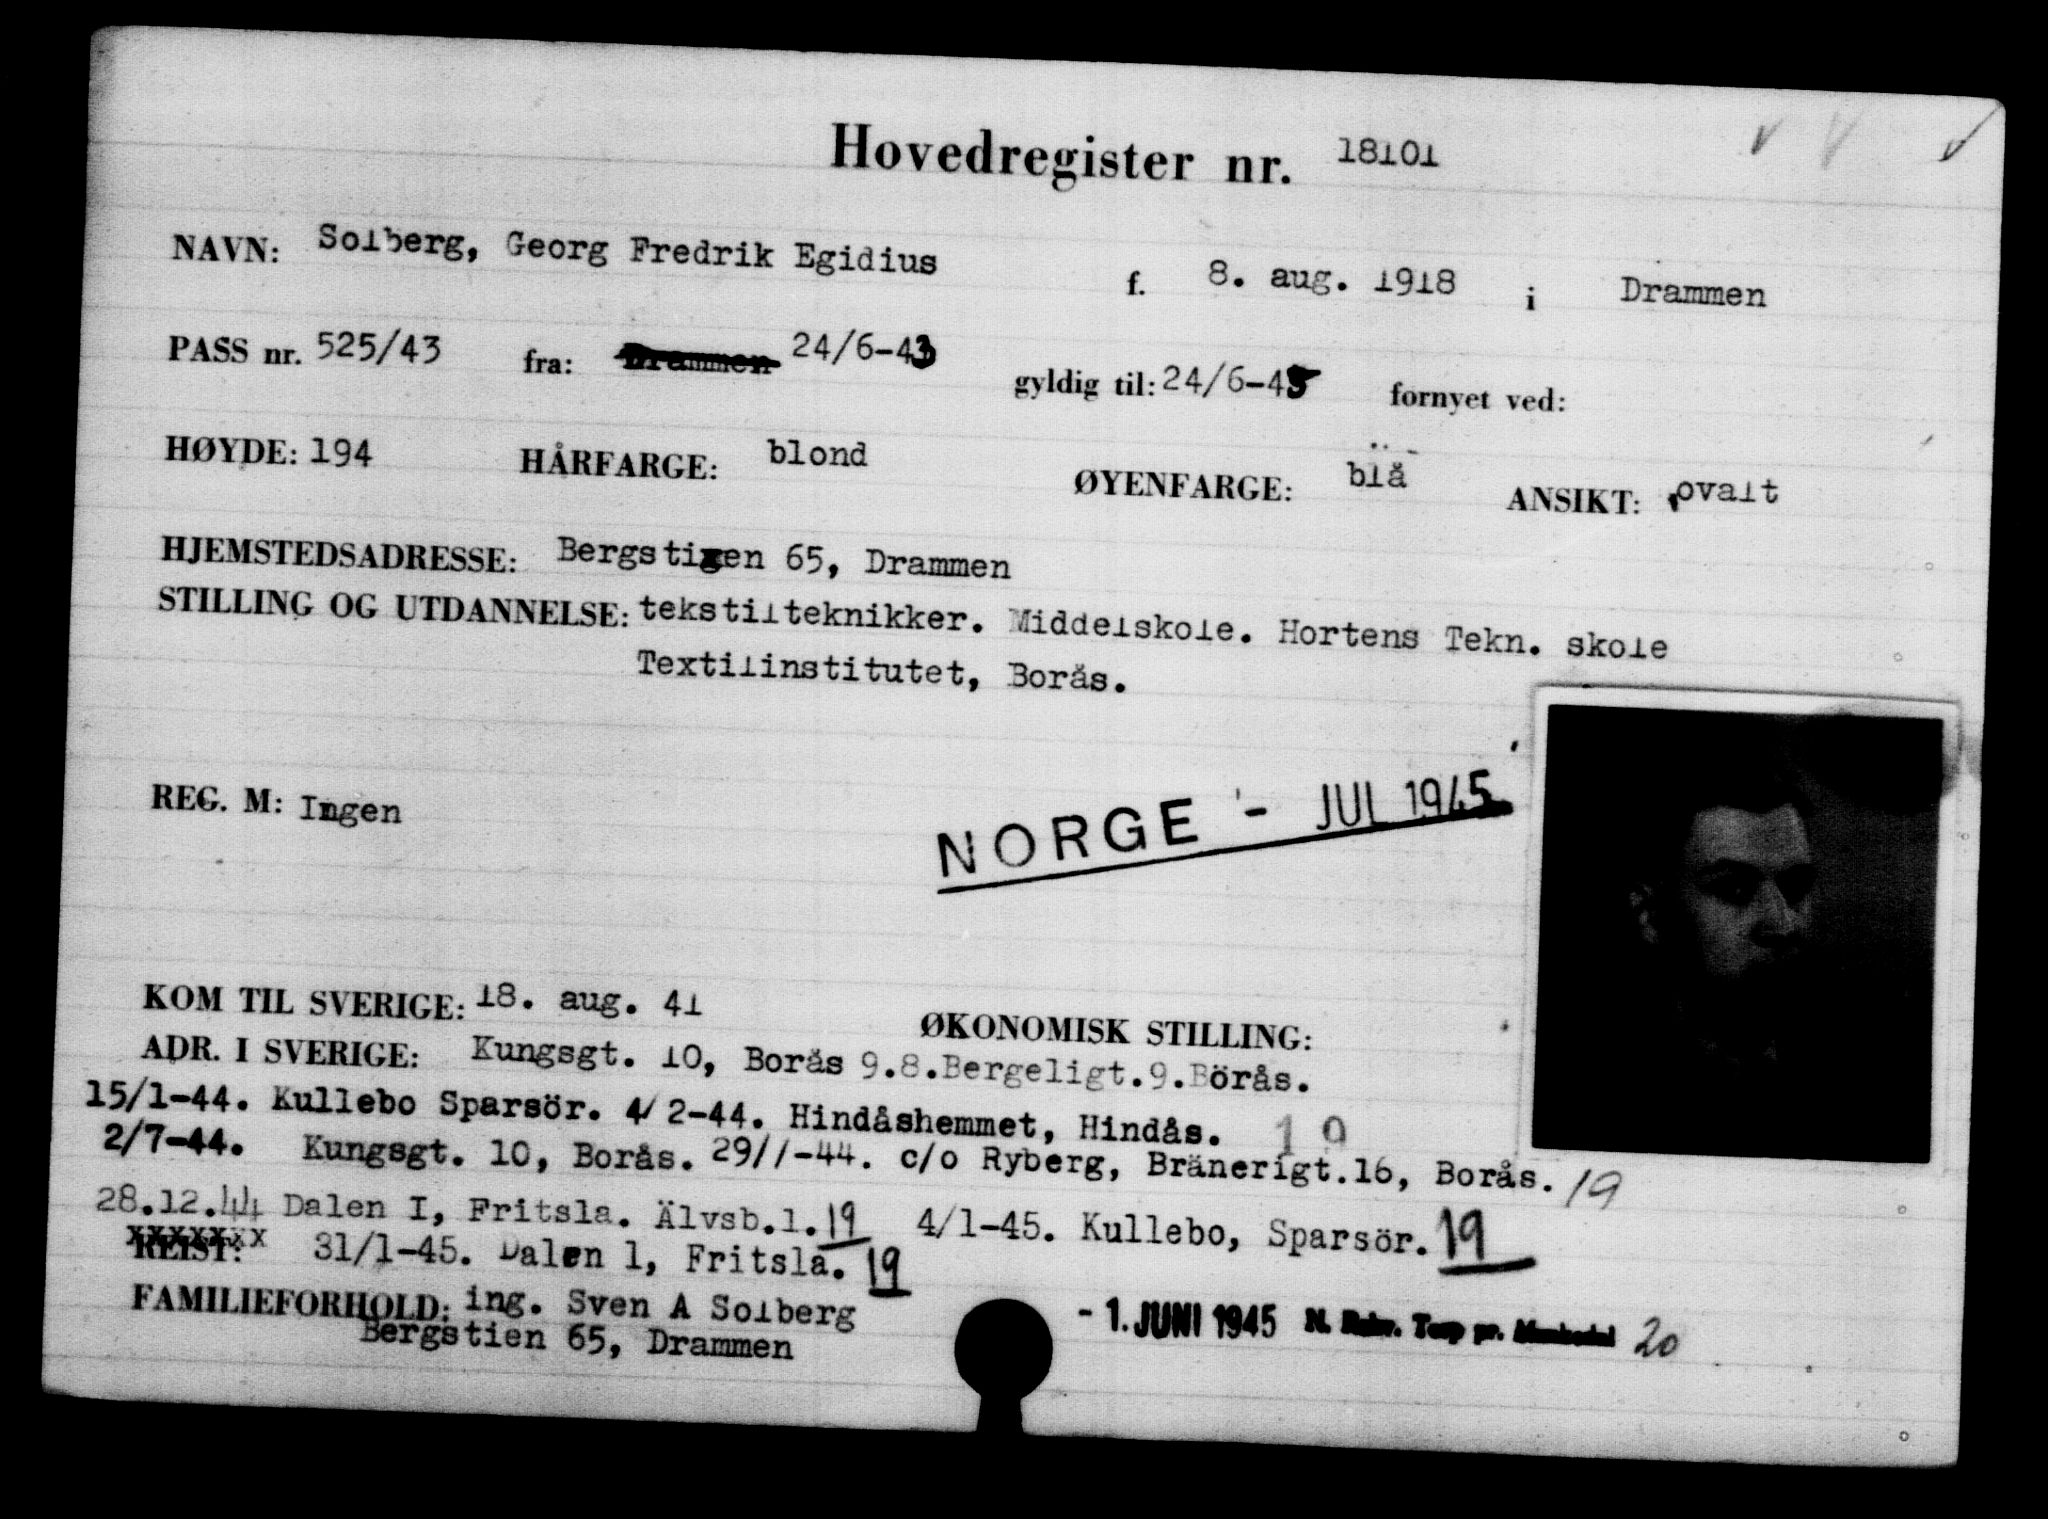 Hovedregister nr. 18101
NAVN: Solberg, Georg Fredrik Egidius f. 8. aug. 1918 i Drammen
PASS nr. 525/43 fra: Drammen 24/6-43 gyldig til: 24/6-45 fornyet ved:
HØYDE: 194 HÅRFARGE: blond ØYENFARGE: blå ANSIKT: ovalt
HJEMSTEDSADRESSE: Bergstien 65, Drammen
STILLING OG UTDANNELSE: tekstilteknikker. Middelskole. Hortens Tekn. skole
Textilinstitutet, Borås.
REG. M: Ingen
NORGE - JUL 1945
KOM TIL SVERIGE: 18. aug. 41 ØKONOMISK STILLING:
ADR. I SVERIGE: Kungsgt. 10, Borås 9.8.Bergeligt.9.Börås.
15/1-44. Kullebo Sparsör. 4/2-44. Hindåshemmet, Hindås. 19
2/7-44. Kungsgt. 10, Borås. 29//-44. c/o Ryberg, Bränerigt.16, Borås. 19
28.12.44 Dalen I, Fritsla. Älvsb.l. 19 4/1-45. Kullebo, Sparsör. 19
REIST: 31/1-45. Dalen 1, Fritsla. 19
FAMILIEFORHOLD: ing. Sven A Solberg
Bergstien 65, Drammen
- 1. JUNI 1945 N. Torp pr. 20